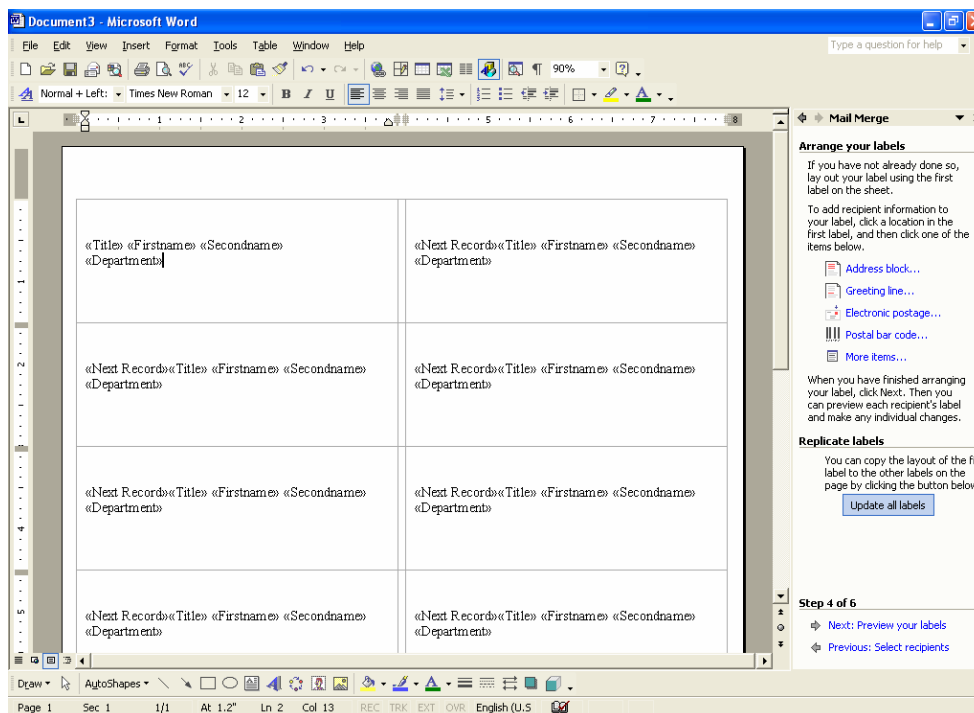 Document3 - Microsoft Word
File Edit View Insert Format Tools Table Window Help
Type a question for help
90%
Normal + Left: Times New Roman 12 B I U
L 1 2 3 5 6 7 8
Mail Merge
Arrange your labels
If you have not already done so,
lay out your label using the first
label on the sheet.
To add recipient information to
your label, click a location in the
first label, and then click one of the
items below.
Address block...
Greeting line...
Electronic postage...
Postal bar code...
More items...
When you have finished arranging
your label, click Next. Then you
can preview each recipient's label
and make any individual changes.
Replicate labels
You can copy the layout of the fi
label to the other labels on the
page by clicking the button below
Update all labels
Step 4 of 6
Next: Preview your labels
Previous: Select recipients
«Title» «Firstname» «Secondname»
«Department»
«Next Record»«Title» «Firstname» «Secondname»
«Department»
«Next Record»«Title» «Firstname» «Secondname»
«Department»
«Next Record»«Title» «Firstname» «Secondname»
«Department»
«Next Record»«Title» «Firstname» «Secondname»
«Department»
«Next Record»«Title» «Firstname» «Secondname»
«Department»
«Next Record»«Title» «Firstname» «Secondname»
«Department»
«Next Record»«Title» «Firstname» «Secondname»
«Department»
Draw AutoShapes
Page 1 Sec 1 1/1 At 1.2" Ln 2 Col 13 REC TRK EXT OVR English (U.S